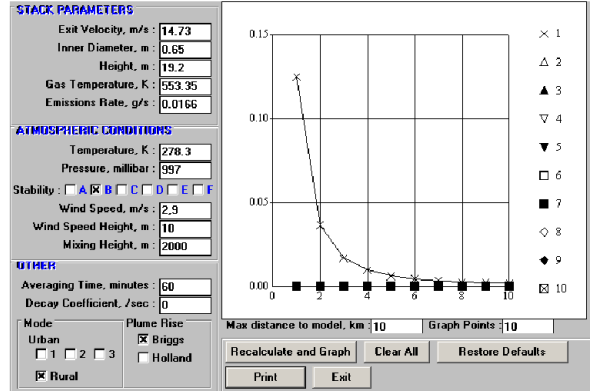 STACK PARAMETERS
Exit Velocity, m/s : 14.73
Inner Diameter, m : 0.65
Height, m : 19.2
Gas Temperature, K : 553.35
Emissions Rate, g/s : 0.0166
ATMOSPHERIC CONDITIONS
Temperature, K : 278.3
Pressure, millibar : 997
Stability : A B C D E F
Wind Speed, m/s : 2,9
Wind Speed Height, m : 10
Mixing Height, m : 2000
OTHER
Averaging Time, minutes : 60
Decay Coefficient, /sec : 0
Mode
Urban
1 2 3
Rural
Plume Rise
Briggs
Holland
0.15
0.10
0.05
0.00
0 2 4 6 8 10
1
2
3
4
5
6
7
8
9
10
Max distance to model, km : 10 Graph Points : 10
Recalculate and Graph Clear All Restore Defaults
Print Exit